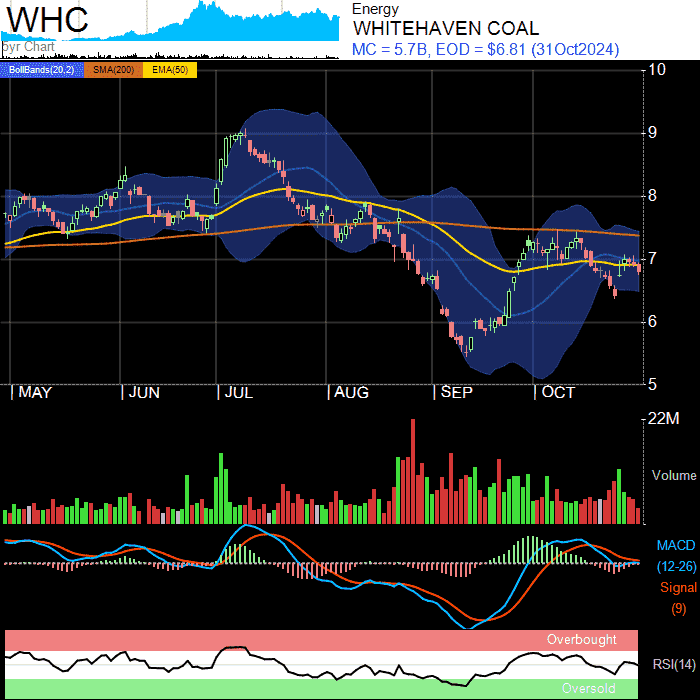 WHC
5yr Chart
Energy
WHITEHAVEN COAL
MC = 5.7B, EOD = $6.81 (31Oct2024)
BollBands(20,2) SMA(200) EMA(50)
10
9
8
7
6
5
MAY JUN JUL AUG SEP OCT
22M
Volume
MACD
(12-26)
Signal
(9)
Overbought
RSI(14)
Oversold